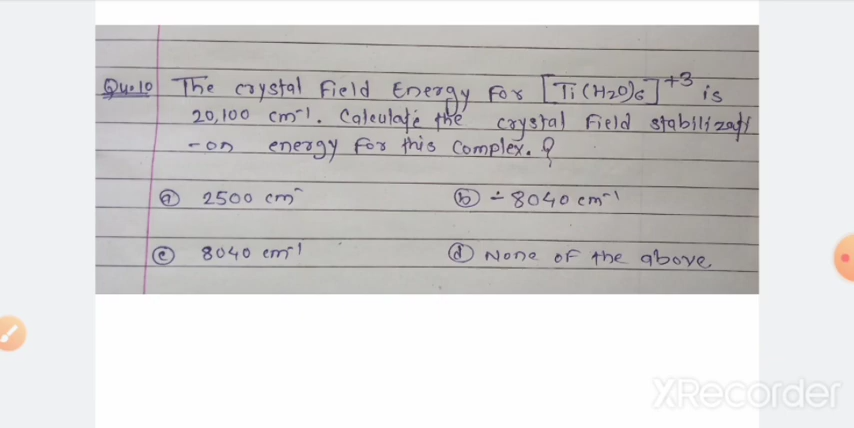 Qu.10 The crystal Field Energy For [Ti(H2O)6]+3 is
20,100 cm-1. Calculate the crystal Field stabilizati
-on energy for this complex. ?
(a) 2500 cm-
(b) - 8040 cm-1
(c) 8040 cm-1
(d) None of the above
XRecorder